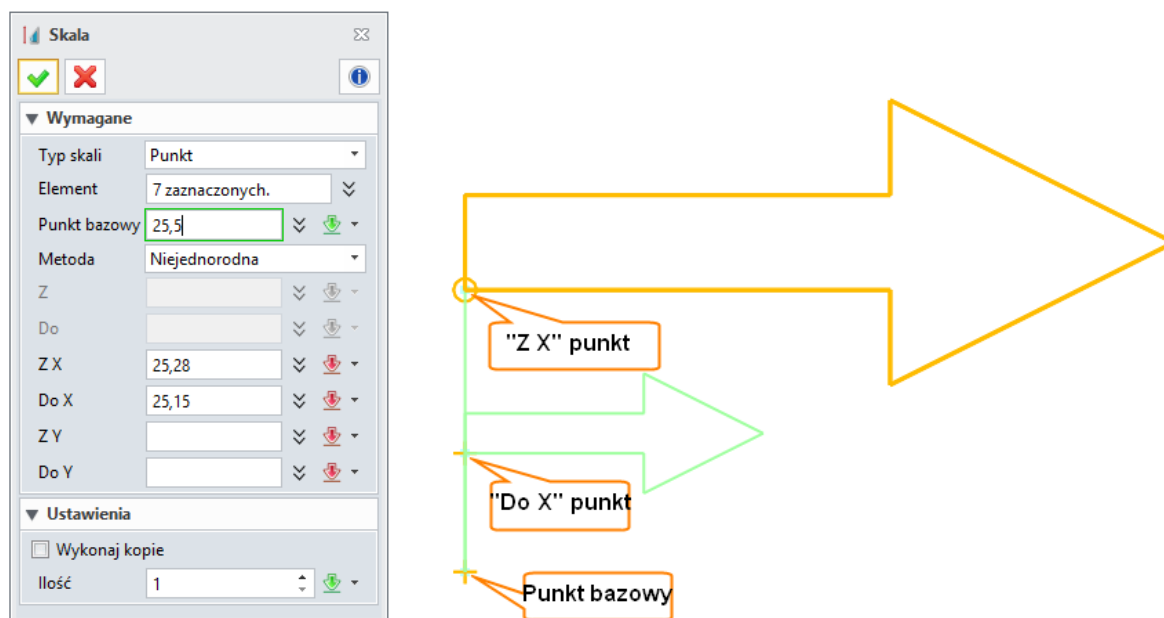 Skala
Wymagane
Typ skali Punkt
Element 7 zaznaczonych.
Punkt bazowy 25,5
Metoda Niejednorodna
Z
Do
Z X 25,28
Do X 25,15
Z Y
Do Y
Ustawienia
Wykonaj kopie
Ilość 1
"Z X" punkt
"Do X" punkt
Punkt bazowy